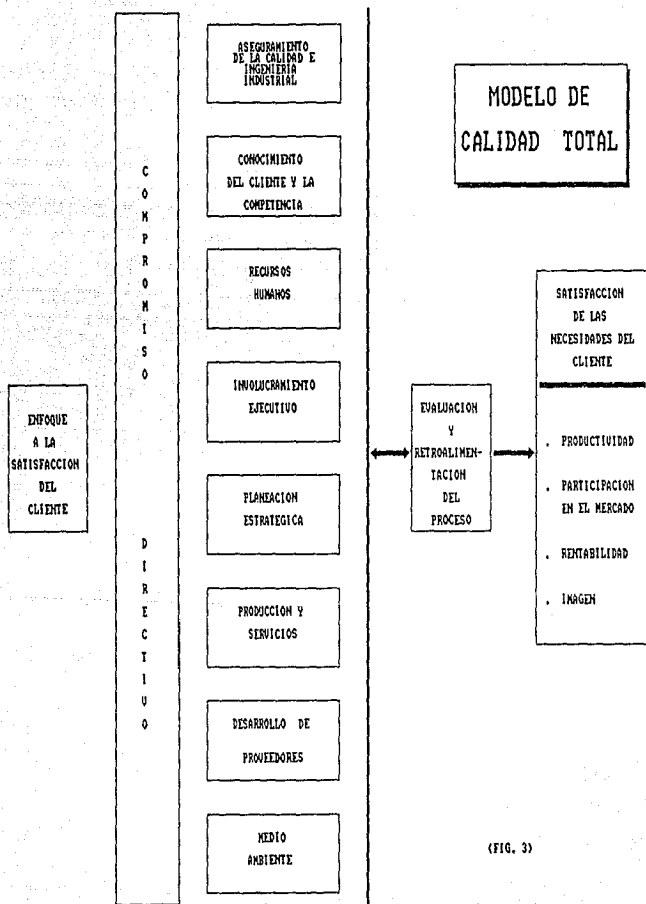 ASEGURAMIENTO
DE LA CALIDAD E
INGENIERIA
INDUSTRIAL
MODELO DE
CALIDAD TOTAL
CONOCIMIENTO
DEL CLIENTE Y LA
COMPETENCIA
COMPROMISO
DIRECTIVO
RECURSOS
HUMANOS
INVOLUCRAMIENTO
EJECUTIVO
PLANEACION
ESTRATEGICA
PRODUCCION Y
SERVICIOS
DESARROLLO DE
PROVEEDORES
MEDIO
AMBIENTE
ENFOQUE
A LA
SATISFACCION
DEL
CLIENTE
EVALUACION
Y
RETROALIMEN-
TACION
DEL
PROCESO
SATISFACCION
DE LAS
NECESIDADES DEL
CLIENTE
. PRODUCTIVIDAD
. PARTICIPACION
EN EL MERCADO
. RENTABILIDAD
. IMAGEN
(FIG. 3)